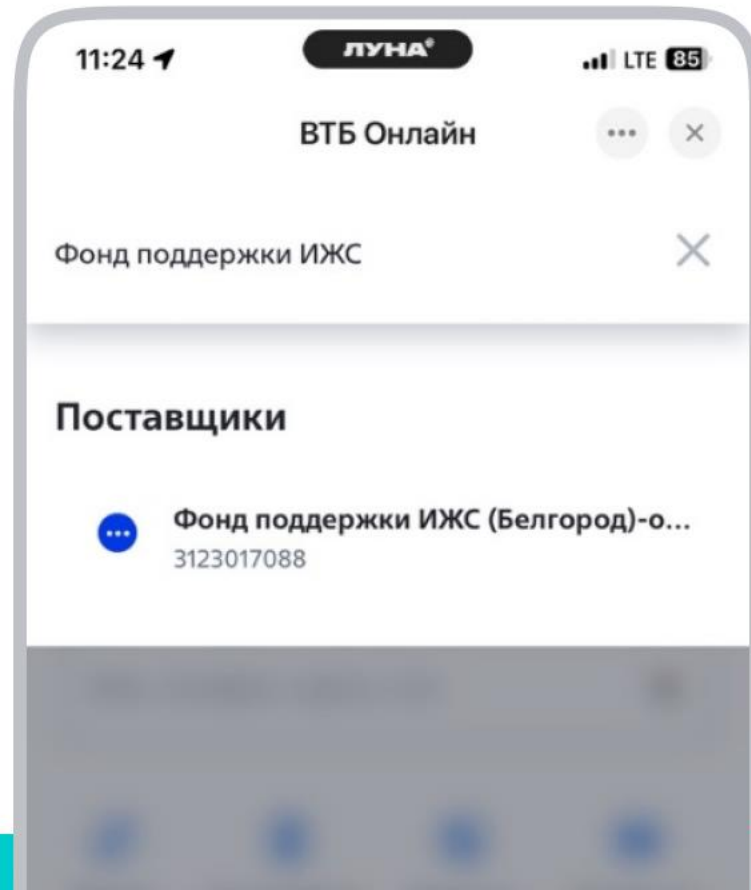 11:24
ЛУНА®
LTE 85
ВТБ Онлайн
Фонд поддержки ИЖС
Поставщики
Фонд поддержки ИЖС (Белгород)-о...
3123017088